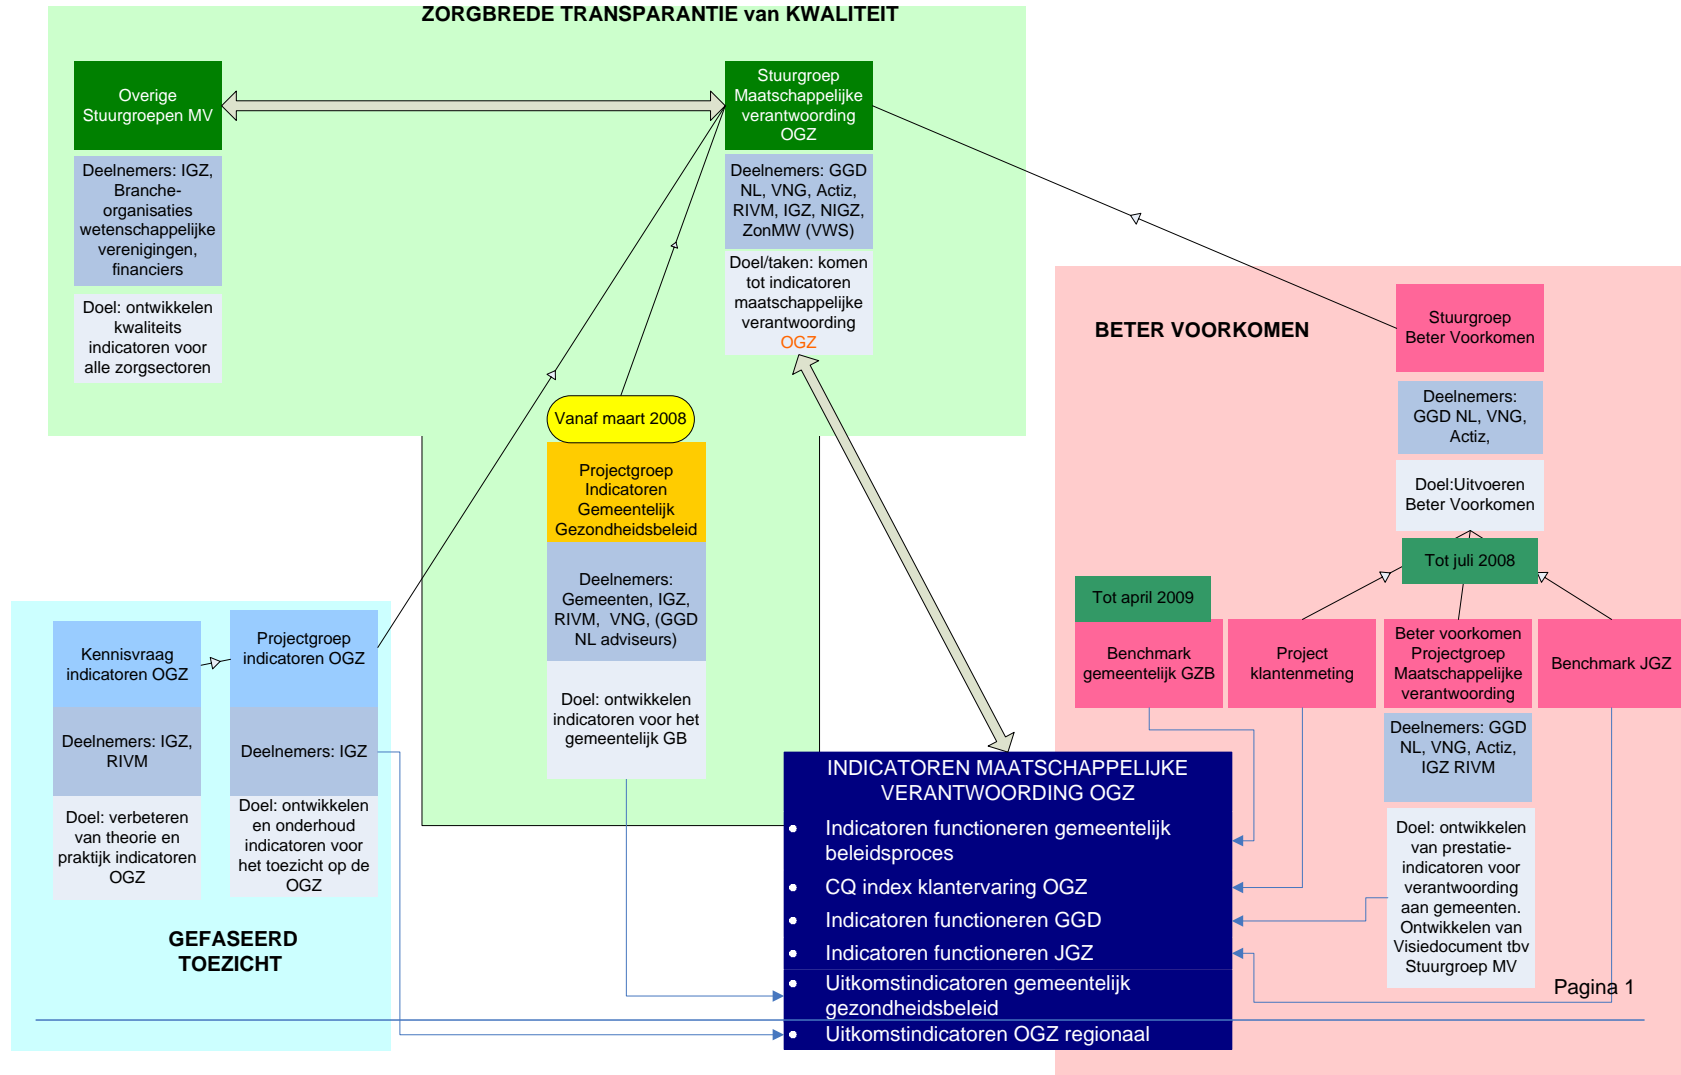 ZORGBREDE TRANSPARANTIE van KWALITEIT
Overige
Stuurgroepen MV
Deelnemers: IGZ,
Branche-
organisaties
wetenschappelijke
verenigingen,
financiers
Doel: ontwikkelen
kwaliteits
indicatoren voor
alle zorgsectoren
Stuurgroep
Maatschappelijke
verantwoording
OGZ
Deelnemers: GGD
NL, VNG, Actiz,
RIVM, IGZ, NIGZ,
ZonMW (VWS)
Doel/taken: komen
tot indicatoren
maatschappelijke
verantwoording
OGZ
Vanaf maart 2008
Projectgroep
Indicatoren
Gemeentelijk
Gezondheidsbeleid
Deelnemers:
Gemeenten, IGZ,
RIVM, VNG, (GGD
NL adviseurs)
Doel: ontwikkelen
indicatoren voor het
gemeentelijk GB
BETER VOORKOMEN
Stuurgroep
Beter Voorkomen
Deelnemers:
GGD NL, VNG,
Actiz,
Doel:Uitvoeren
Beter Voorkomen
Tot juli 2008
Tot april 2009
Benchmark
gemeentelijk GZB
Project
klantenmeting
Beter voorkomen
Projectgroep
Maatschappelijke
verantwoording
Benchmark JGZ
Deelnemers: GGD
NL, VNG, Actiz,
IGZ RIVM
Doel: ontwikkelen
van prestatie-
indicatoren voor
verantwoording
aan gemeenten.
Ontwikkelen van
Visiedocument tbv
Stuurgroep MV
Kennisvraag
indicatoren OGZ
Deelnemers: IGZ,
RIVM
Doel: verbeteren
van theorie en
praktijk indicatoren
OGZ
Projectgroep
indicatoren OGZ
Deelnemers: IGZ
Doel: ontwikkelen
en onderhoud
indicatoren voor
het toezicht op de
OGZ
GEFASEERD
TOEZICHT
INDICATOREN MAATSCHAPPELIJKE
VERANTWOORDING OGZ
• Indicatoren functioneren gemeentelijk
beleidsproces
• CQ index klantervaring OGZ
• Indicatoren functioneren GGD
• Indicatoren functioneren JGZ
• Uitkomstindicatoren gemeentelijk
gezondheidsbeleid
• Uitkomstindicatoren OGZ regionaal
Pagina 1